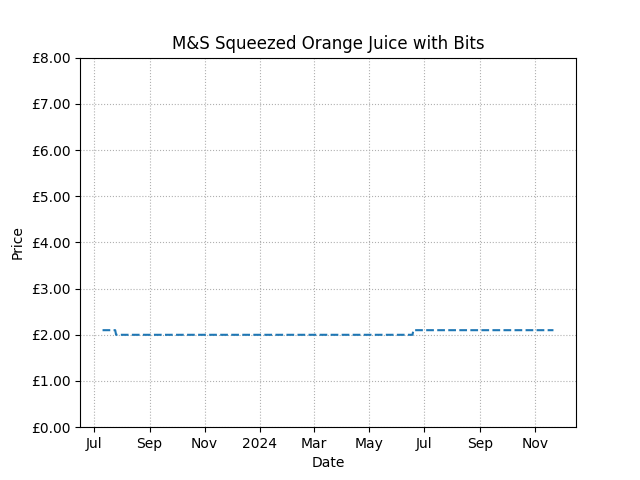 M&S Squeezed Orange Juice with Bits
£8.00
£7.00
£6.00
£5.00
£4.00
£3.00
£2.00
£1.00
£0.00
Price
Jul Sep Nov 2024 Mar May Jul Sep Nov
Date